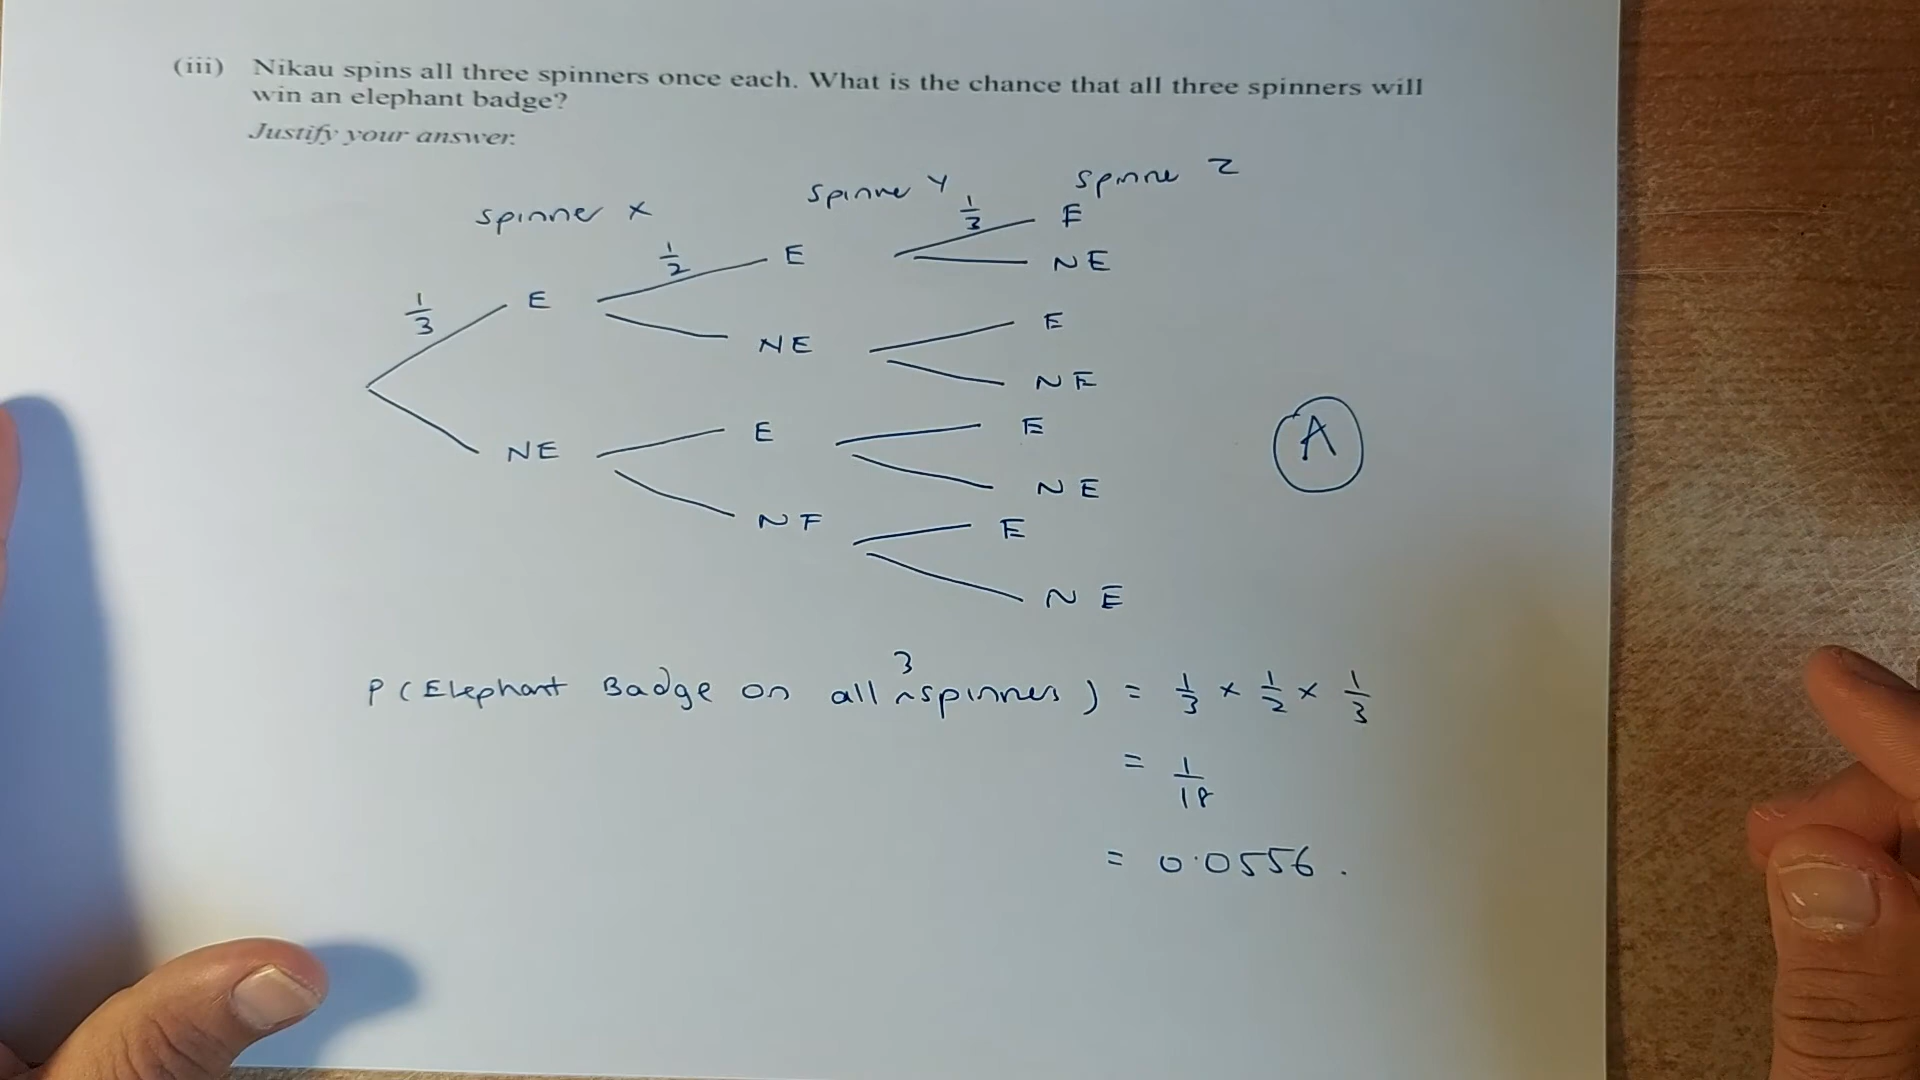 (iii) Nikau spins all three spinners once each. What is the chance that all three spinners will
win an elephant badge?
Justify your answer.
spinner X
spinner Y
spinner Z
1/3
E
1/2
E
1/3
E
NE
NE
E
NE
NE
E
E
NE
NE
E
NE
A
P(Elephant Badge on all 3 spinners) = 1/3 × 1/2 × 1/3
= 1/18
= 0.0556.